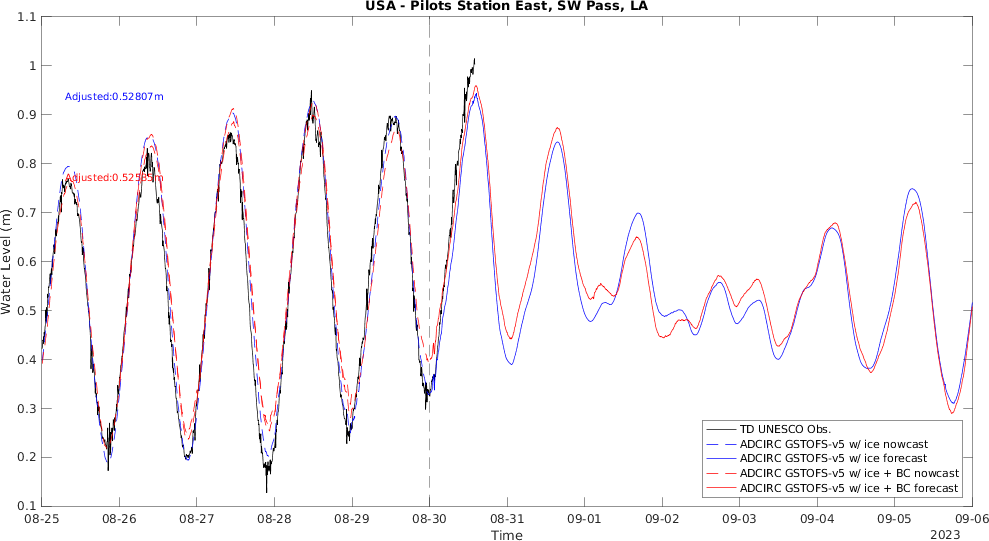 USA - Pilots Station East, SW Pass, LA
1.1
1
0.9
0.8
0.7
0.6
0.5
0.4
0.3
0.2
0.1
Water Level (m)
Adjusted:0.52807m
Adjusted:0.52585m
TD UNESCO Obs.
ADCIRC GSTOFS-v5 w/ ice nowcast
ADCIRC GSTOFS-v5 w/ ice forecast
ADCIRC GSTOFS-v5 w/ ice + BC nowcast
ADCIRC GSTOFS-v5 w/ ice + BC forecast
08-25 08-26 08-27 08-28 08-29 08-30 08-31 09-01 09-02 09-03 09-04 09-05 09-06
Time
2023